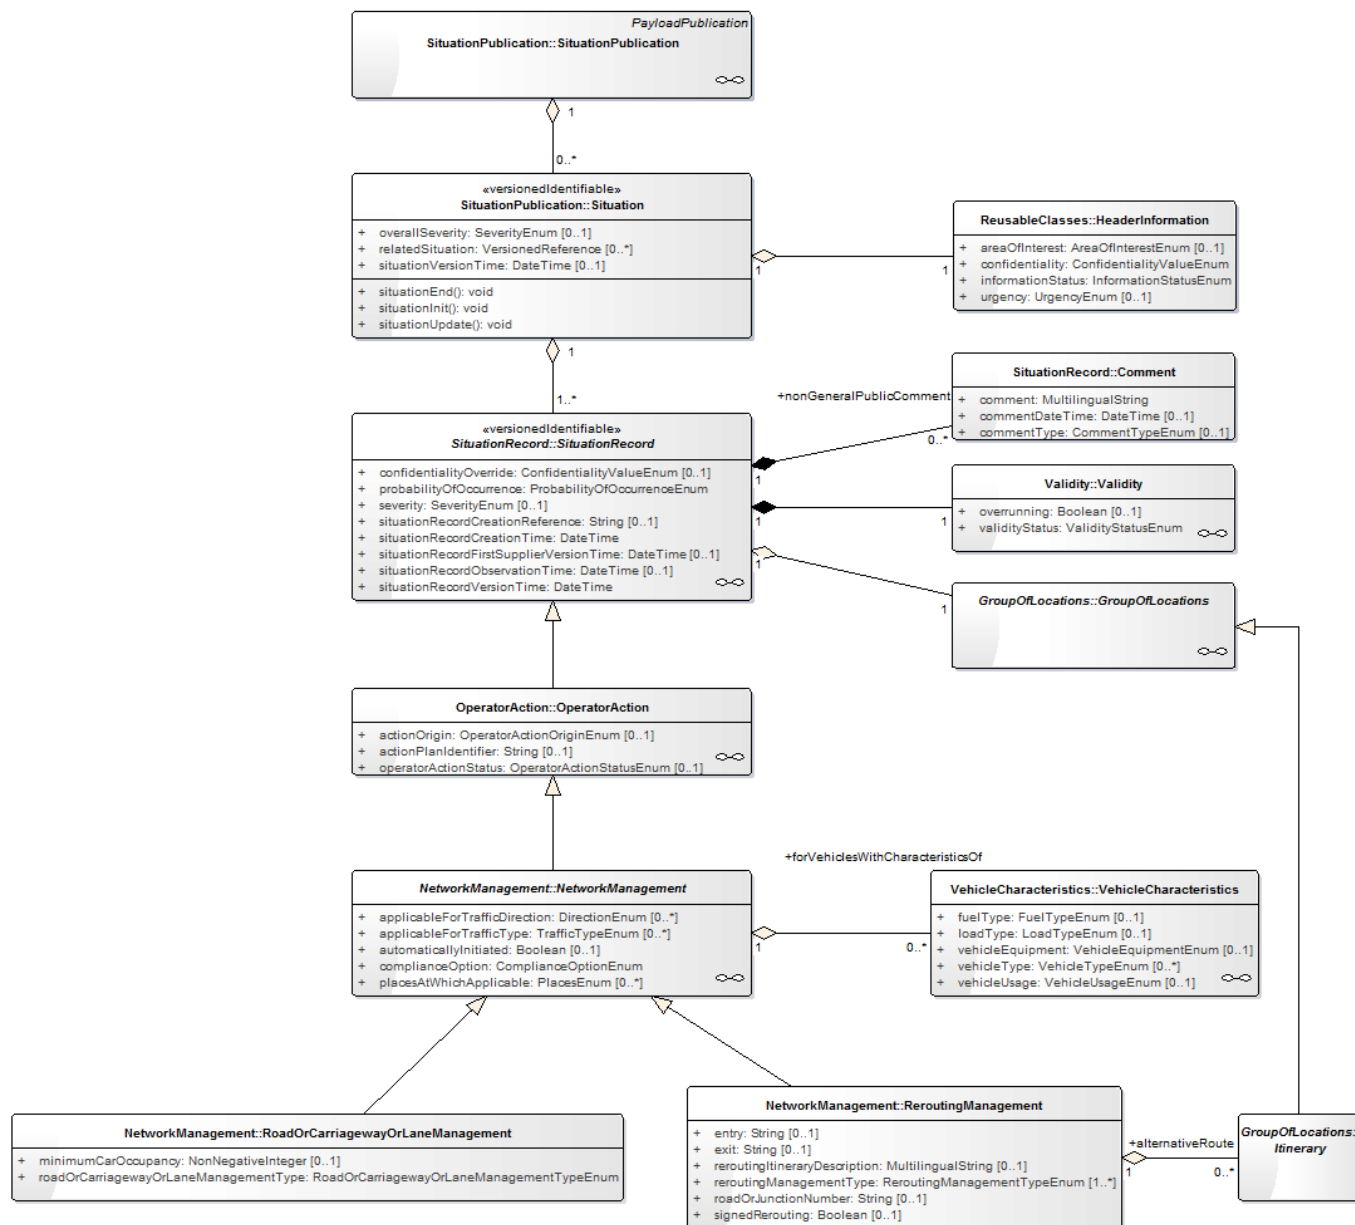 PayloadPublication
SituationPublication::SituationPublication
1
0..*
«versionedIdentifiable»
SituationPublication::Situation
+ overallSeverity: SeverityEnum [0..1]
+ relatedSituation: VersionedReference [0..*]
+ situationVersionTime: DateTime [0..1]
+ situationEnd(): void
+ situationInit(): void
+ situationUpdate(): void
1
1
ReusableClasses::HeaderInformation
+ areaOfInterest: AreaOfInterestEnum [0..1]
+ confidentiality: ConfidentialityValueEnum
+ informationStatus: InformationStatusEnum
+ urgency: UrgencyEnum [0..1]
1
1..*
«versionedIdentifiable»
SituationRecord::SituationRecord
+ confidentialityOverride: ConfidentialityValueEnum [0..1]
+ probabilityOfOccurrence: ProbabilityOfOccurrenceEnum
+ severity: SeverityEnum [0..1]
+ situationRecordCreationReference: String [0..1]
+ situationRecordCreationTime: DateTime
+ situationRecordFirstSupplierVersionTime: DateTime [0..1]
+ situationRecordObservationTime: DateTime [0..1]
+ situationRecordVersionTime: DateTime
+nonGeneralPublicComment
1
0..*
SituationRecord::Comment
+ comment: MultilingualString
+ commentDateTime: DateTime [0..1]
+ commentType: CommentTypeEnum [0..1]
1
1
Validity::Validity
+ overrunning: Boolean [0..1]
+ validityStatus: ValidityStatusEnum
1
1
GroupOfLocations::GroupOfLocations
OperatorAction::OperatorAction
+ actionOrigin: OperatorActionOriginEnum [0..1]
+ actionPlanIdentifier: String [0..1]
+ operatorActionStatus: OperatorActionStatusEnum [0..1]
NetworkManagement::NetworkManagement
+ applicableForTrafficDirection: DirectionEnum [0..*]
+ applicableForTrafficType: TrafficTypeEnum [0..*]
+ automaticallyInitiated: Boolean [0..1]
+ complianceOption: ComplianceOptionEnum
+ placesAtWhichApplicable: PlacesEnum [0..*]
+forVehiclesWithCharacteristicsOf
1
0..*
VehicleCharacteristics::VehicleCharacteristics
+ fuelType: FuelTypeEnum [0..1]
+ loadType: LoadTypeEnum [0..1]
+ vehicleEquipment: VehicleEquipmentEnum [0..1]
+ vehicleType: VehicleTypeEnum [0..*]
+ vehicleUsage: VehicleUsageEnum [0..1]
NetworkManagement::RoadOrCarriagewayOrLaneManagement
+ minimumCarOccupancy: NonNegativeInteger [0..1]
+ roadOrCarriagewayOrLaneManagementType: RoadOrCarriagewayOrLaneManagementTypeEnum
NetworkManagement::ReroutingManagement
+ entry: String [0..1]
+ exit: String [0..1]
+ reroutingItineraryDescription: MultilingualString [0..1]
+ reroutingManagementType: ReroutingManagementTypeEnum [1..*]
+ roadOrJunctionNumber: String [0..1]
+ signedRerouting: Boolean [0..1]
+alternativeRoute
1
0..*
GroupOfLocations::
Itinerary